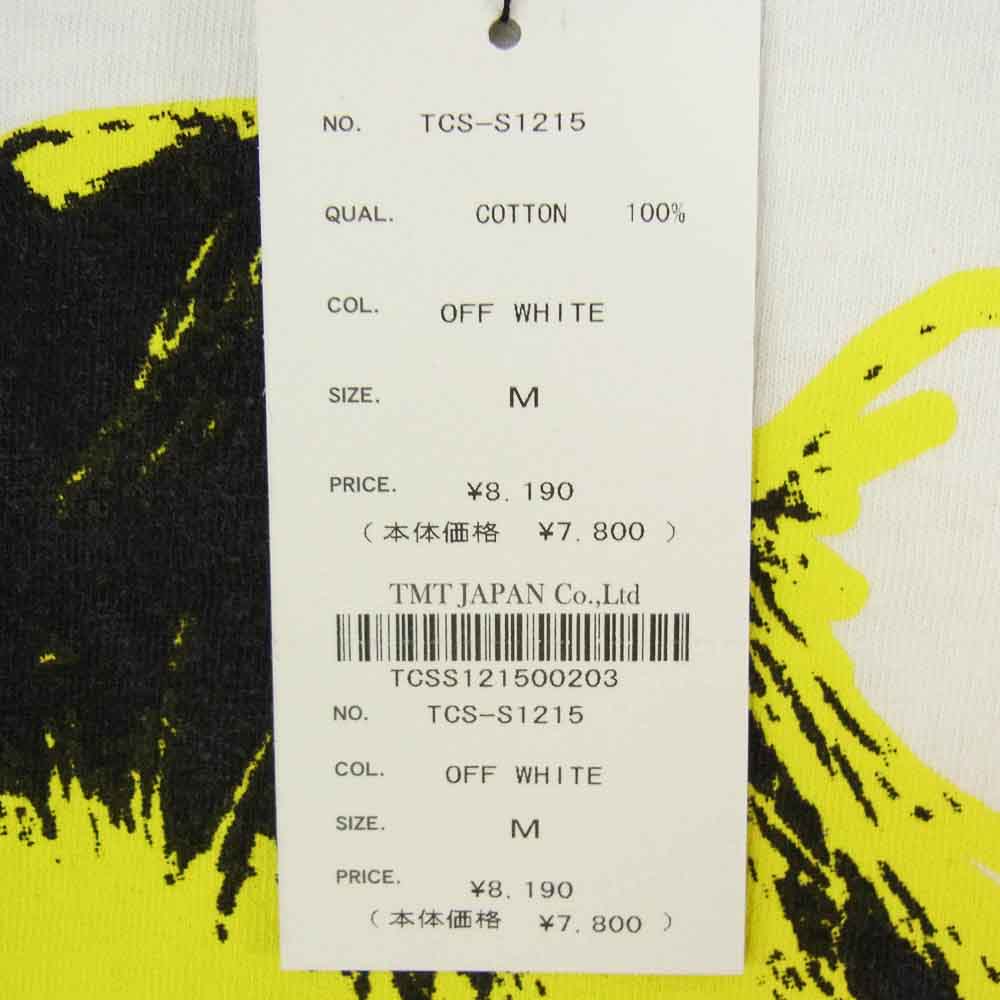 NO. TCS-S1215
QUAL. COTTON 100%
COL. OFF WHITE
SIZE. M
PRICE. ¥8.190
(本体価格 ¥7.800 )
TMT JAPAN Co.,Ltd
TCSS121500203
NO. TCS-S1215
COL. OFF WHITE
SIZE. M
PRICE. ¥8.190
(本体価格 ¥7.800 )